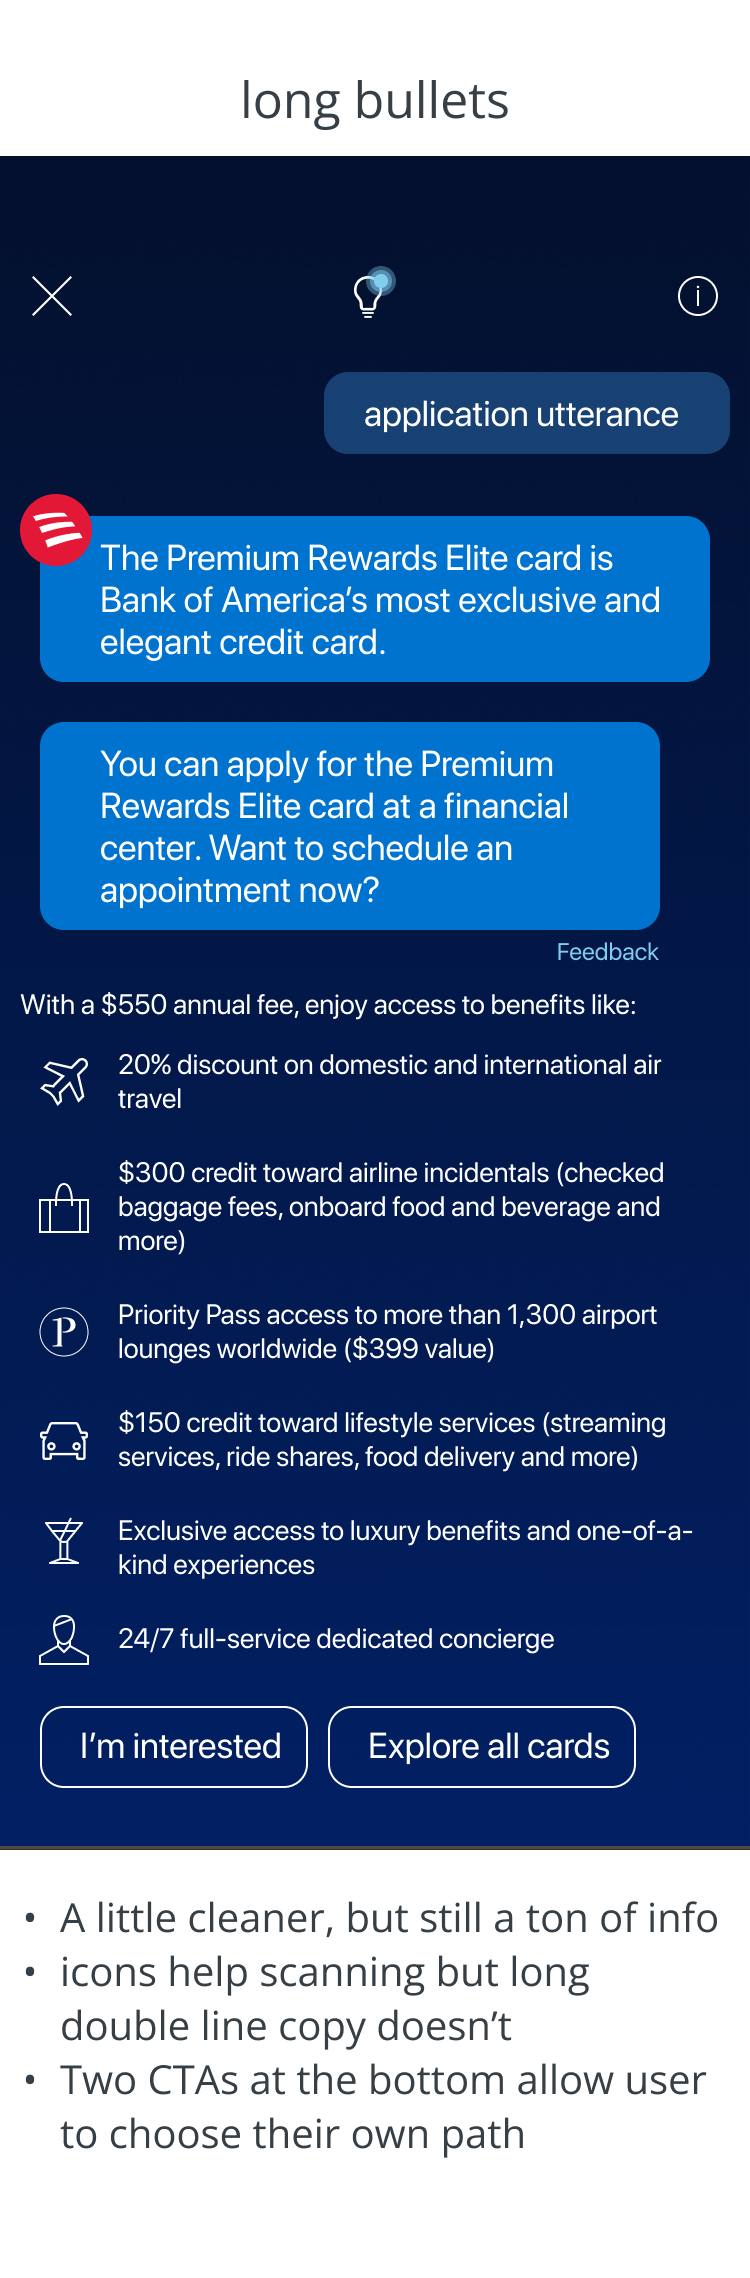 long bullets
application utterance
The Premium Rewards Elite card is
Bank of America’s most exclusive and
elegant credit card.
You can apply for the Premium
Rewards Elite card at a financial
center. Want to schedule an
appointment now?
Feedback
With a $550 annual fee, enjoy access to benefits like:
20% discount on domestic and international air
travel
$300 credit toward airline incidentals (checked
baggage fees, onboard food and beverage and
more)
P
Priority Pass access to more than 1,300 airport
lounges worldwide ($399 value)
$150 credit toward lifestyle services (streaming
services, ride shares, food delivery and more)
Exclusive access to luxury benefits and one-of-a-
kind experiences
24/7 full-service dedicated concierge
I’m interested
Explore all cards
• A little cleaner, but still a ton of info
• icons help scanning but long
double line copy doesn’t
• Two CTAs at the bottom allow user
to choose their own path